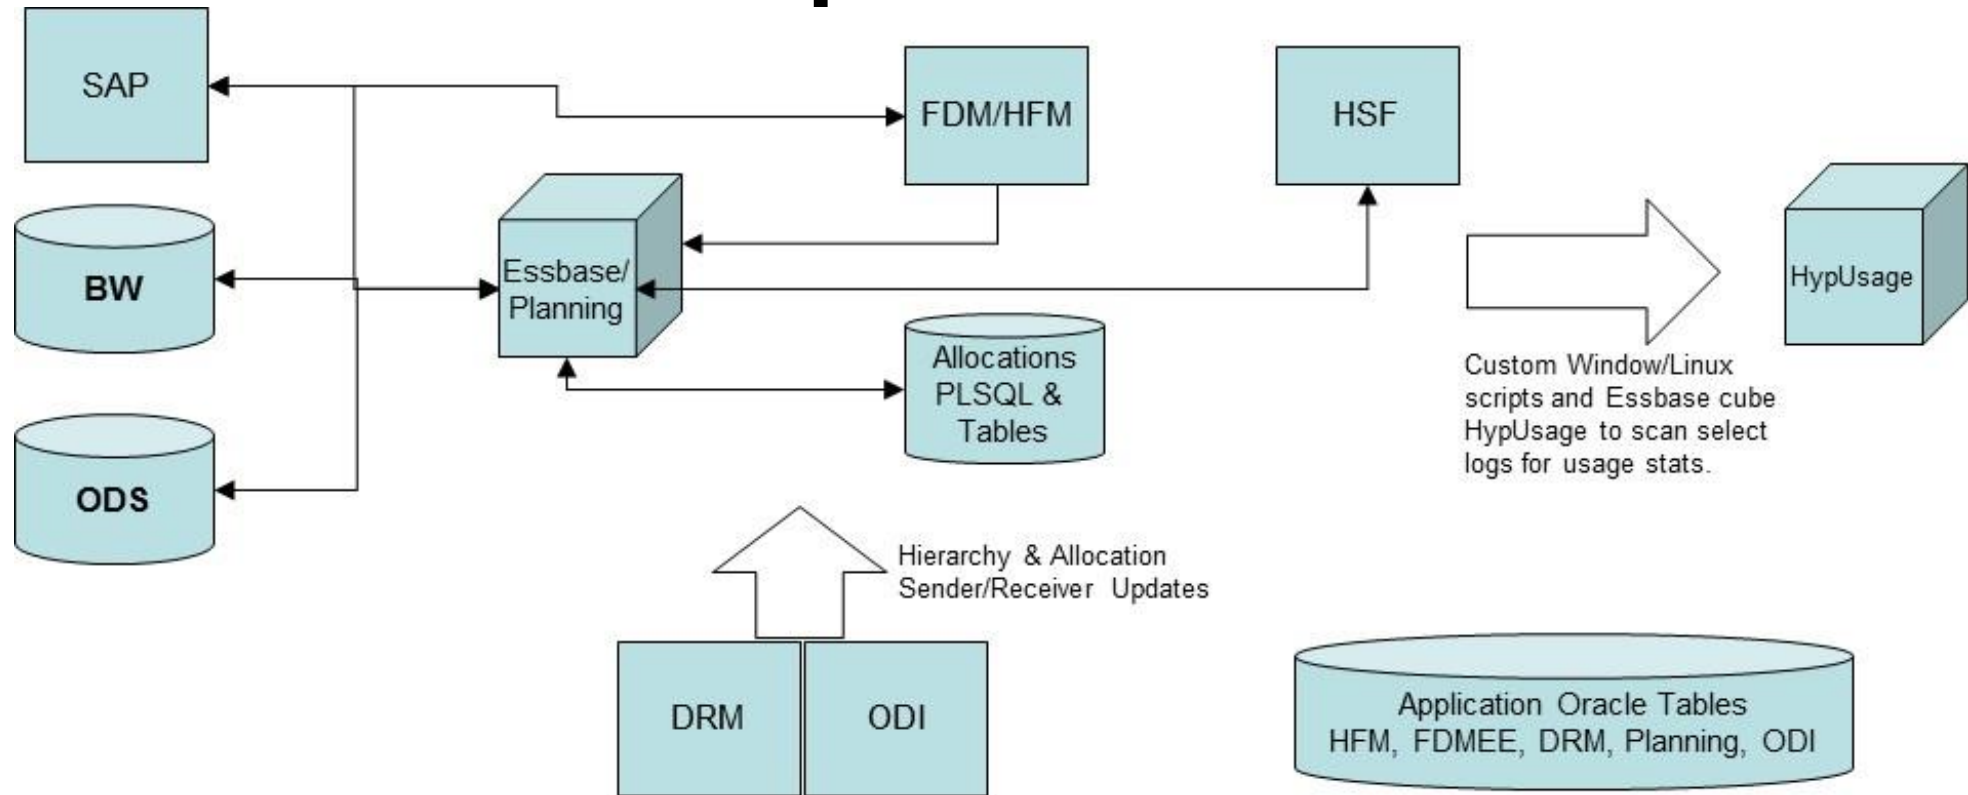 SAP
FDM/HFM
HSF
BW
Essbase/
Planning
HypUsage
Allocations
PLSQL &
Tables
Custom Window/Linux
scripts and Essbase cube
HypUsage to scan select
logs for usage stats.
ODS
Hierarchy & Allocation
Sender/Receiver Updates
DRM
ODI
Application Oracle Tables
HFM, FDMEE, DRM, Planning, ODI